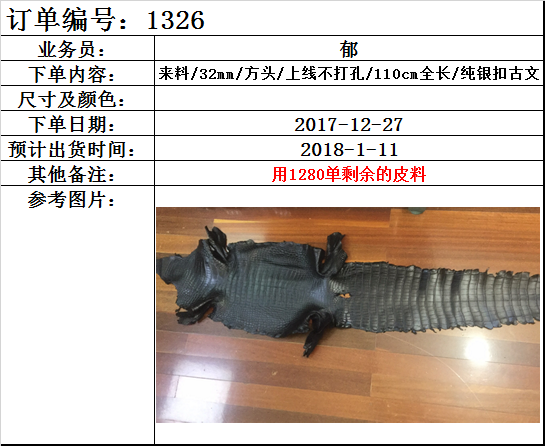 订单编号：1326
业务员： 郁
下单内容： 来料/32mm/方头/上线不打孔/110cm全长/纯银扣古文
尺寸及颜色：
下单日期： 2017-12-27
预计出货时间： 2018-1-11
其他备注： 用1280单剩余的皮料
参考图片：